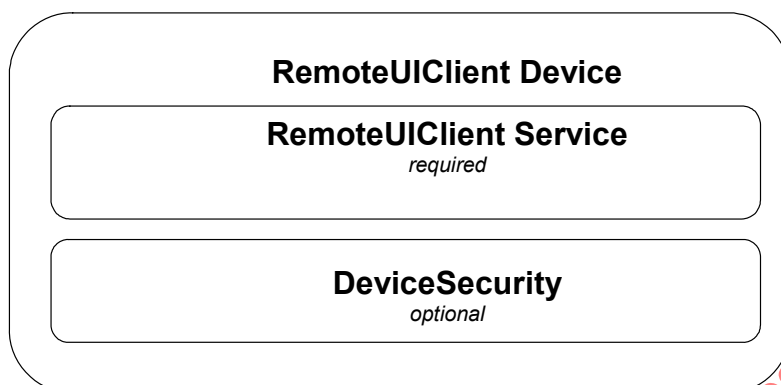 RemoteUIClient Device
RemoteUIClient Service
required
DeviceSecurity
optional